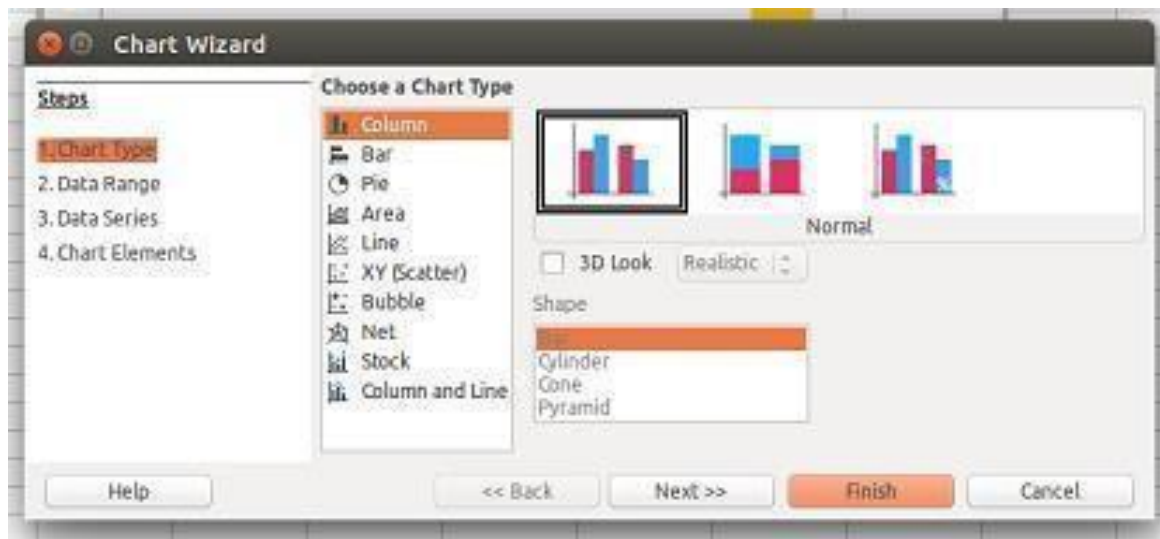 Chart Wizard
Steps
1. Chart Type
2. Data Range
3. Data Series
4. Chart Elements
Choose a Chart Type
Column
Bar
Pie
Area
Line
XY (Scatter)
Bubble
Net
Stock
Column and Line
Normal
3D Look Realistic
Shape
Cylinder
Cone
Pyramid
Help << Back Next >> Finish Cancel